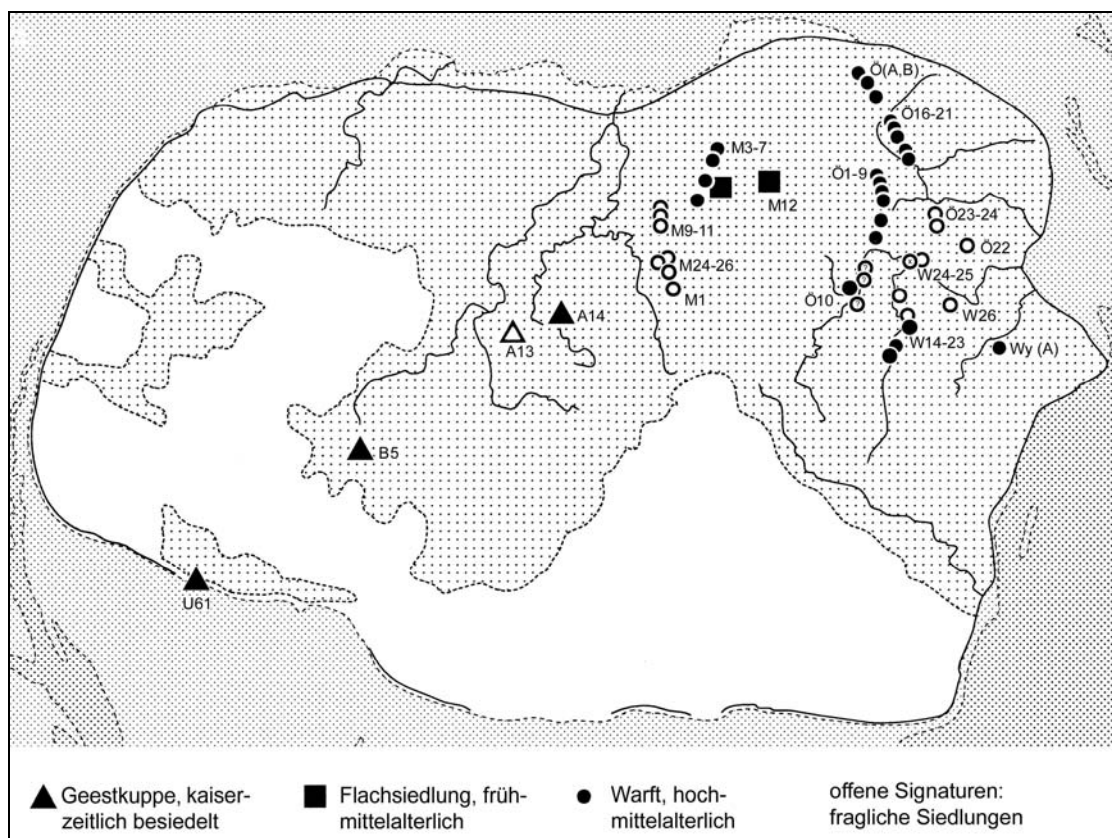 Ö(A,B)
Ö16-21
M3-7
Ö1-9
M12
Ö23-24
M9-11
Ö22
M24-26
W24-25
M1
Ö10
W26
A14
A13
W14-23
Wy (A)
B5
U61
Geestkuppe, kaiser-
zeitlich besiedelt
Flachsiedlung, früh-
mittelalterlich
Warft, hoch-
mittelalterlich
offene Signaturen:
fragliche Siedlungen